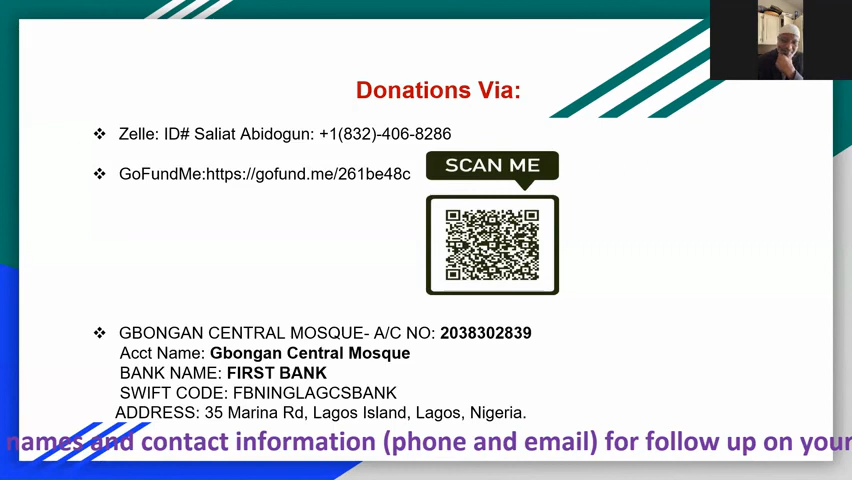 Donations Via:
❖ Zelle: ID# Saliat Abidogun: +1(832)-406-8286
❖ GoFundMe:https://gofund.me/261be48c
SCAN ME
❖ GBONGAN CENTRAL MOSQUE- A/C NO: 2038302839
Acct Name: Gbongan Central Mosque
BANK NAME: FIRST BANK
SWIFT CODE: FBNINGLAGCSBANK
ADDRESS: 35 Marina Rd, Lagos Island, Lagos, Nigeria.
names and contact information (phone and email) for follow up on your